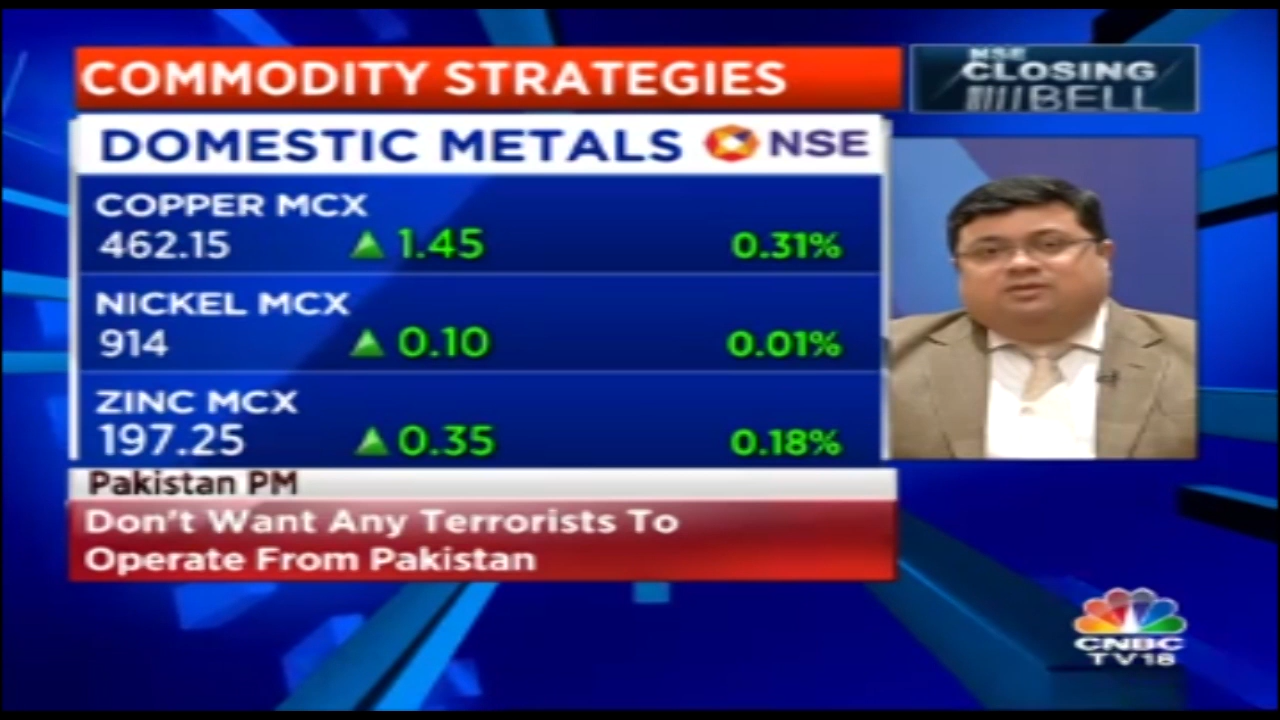 COMMODITY STRATEGIES
NSE
CLOSING
BELL
DOMESTIC METALS NSE
COPPER MCX
462.15 1.45 0.31%
NICKEL MCX
914 0.10 0.01%
ZINC MCX
197.25 0.35 0.18%
Pakistan PM
Don't Want Any Terrorists To
Operate From Pakistan
CNBC
TV18